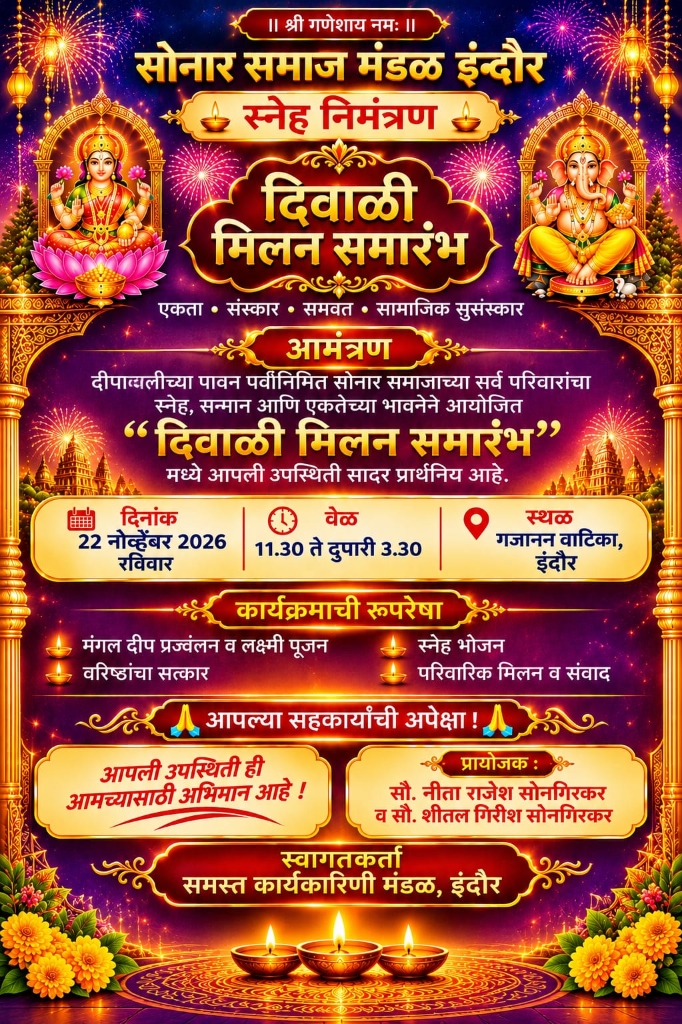 ॥ श्री गणेशाय नमः ॥
सोनार समाज मंडळ इंदौर
स्नेह निमंत्रण
दिवाळी
मिलन समारंभ
एकता • संस्कार • समवत • सामाजिक सुसंस्कार
आमंत्रण
पावन पर्वानिमित सोनार समाजाच्या सर्व परिवारांचा
स्नेह, सन्मान आणि एकतेच्या भावनेने आयोजित
“दिवाळी मिलन समारंभ”
मध्ये आपली उपस्थिती सादर प्रार्थनिय आहे.
दिनांक
22 नोव्हेंबर 2026
रविवार
वेळ
11.30 ते दुपारी 3.30
स्थळ
गजानन वाटिका,
इंदौर
कार्यक्रमाची रूपरेषा
मंगल दीप प्रज्वंलन व लक्ष्मी पूजन
वरिष्ठांचा सत्कार
स्नेह भोजन
परिवारिक मिलन व संवाद
आपल्या सहकार्यांची अपेक्षा !
आपली उपस्थिती ही
आमच्यासाठी अभिमान आहे !
प्रायोजक :
सौ. नीता राजेश सोनगिरकर
व सौ. शीतल गिरीश सोनगिरकर
स्वागतकर्ता
समस्त कार्यकारिणी मंडळ, इंदौर